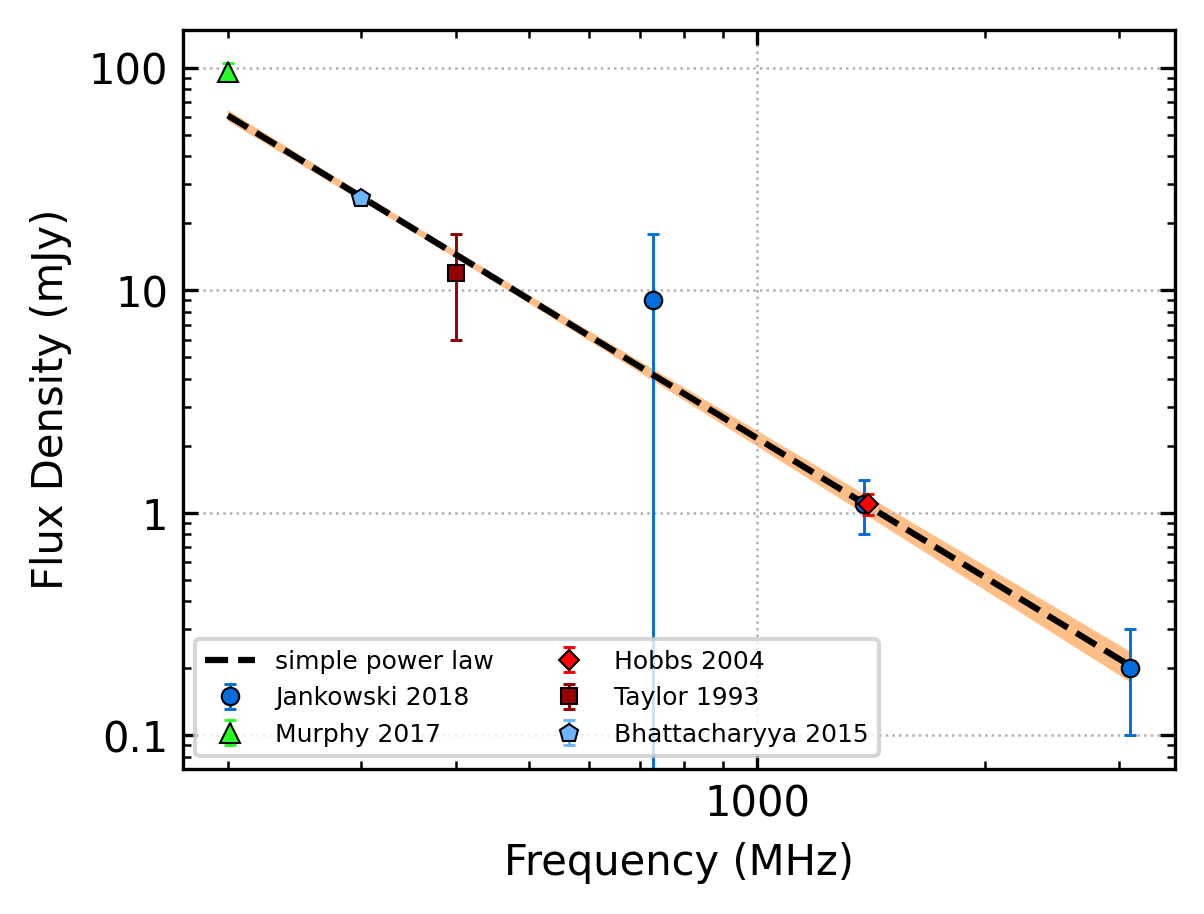 100
10
1
0.1
Flux Density (mJy)
simple power law
Jankowski 2018
Murphy 2017
Hobbs 2004
Taylor 1993
Bhattacharyya 2015
1000
Frequency (MHz)